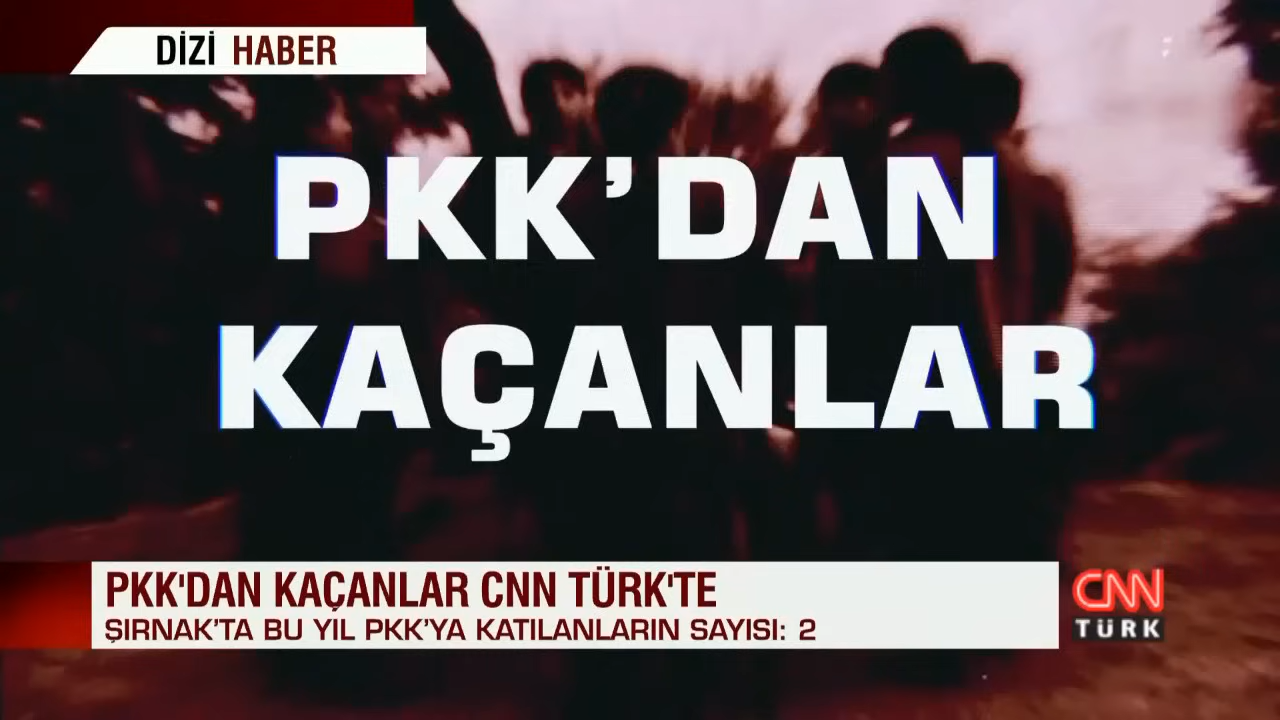 DİZİ HABER
PKK’DAN
KAÇANLAR
PKK'DAN KAÇANLAR CNN TÜRK'TE
ŞIRNAK’TA BU YIL PKK’YA KATILANLARIN SAYISI: 2
CNN
TÜRK